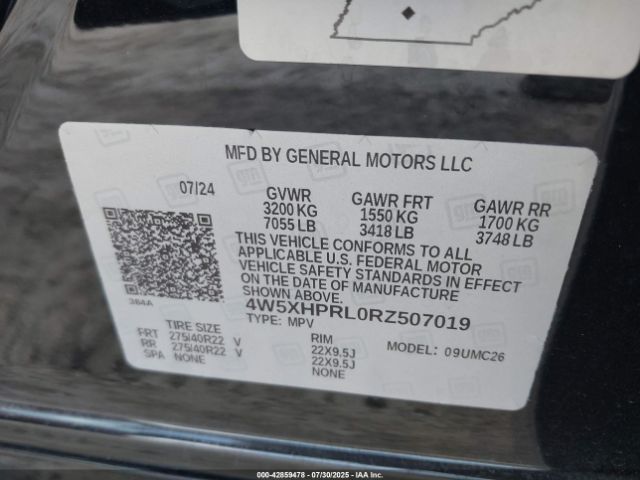 MFD BY GENERAL MOTORS LLC
07/24 GVWR GAWR FRT GAWR RR
3200 KG 1550 KG 1700 KG
7055 LB 3418 LB 3748 LB
THIS VEHICLE CONFORMS TO ALL
APPLICABLE U.S. FEDERAL MOTOR
VEHICLE SAFETY STANDARDS IN EFFECT
ON THE DATE OF MANUFACTURE
SHOWN ABOVE.
384A 4W5XHPRL0RZ507019
TYPE: MPV
TIRE SIZE RIM MODEL: 09UMC26
FRT 275/40R22 V 22X9.5J
RR 275/40R22 V 22X9.5J
SPA NONE NONE
000-42859478 | 07/30/2025 | IAA, Inc.